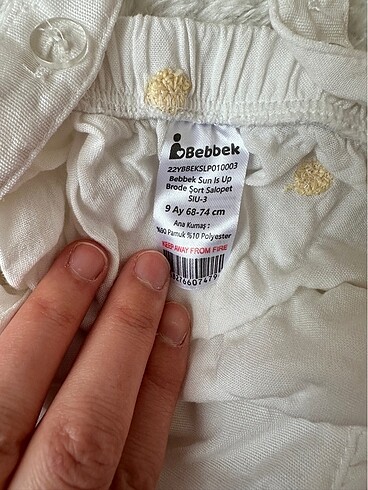 Bebbek
22YBBEKSLP010003
Bebbek Sun Is Up
Brode Şort Salopet
SIU-3
9 Ay 68-74 cm
Ana Kumaş :
%90 Pamuk %10 Polyester
KEEP AWAY FROM FIRE